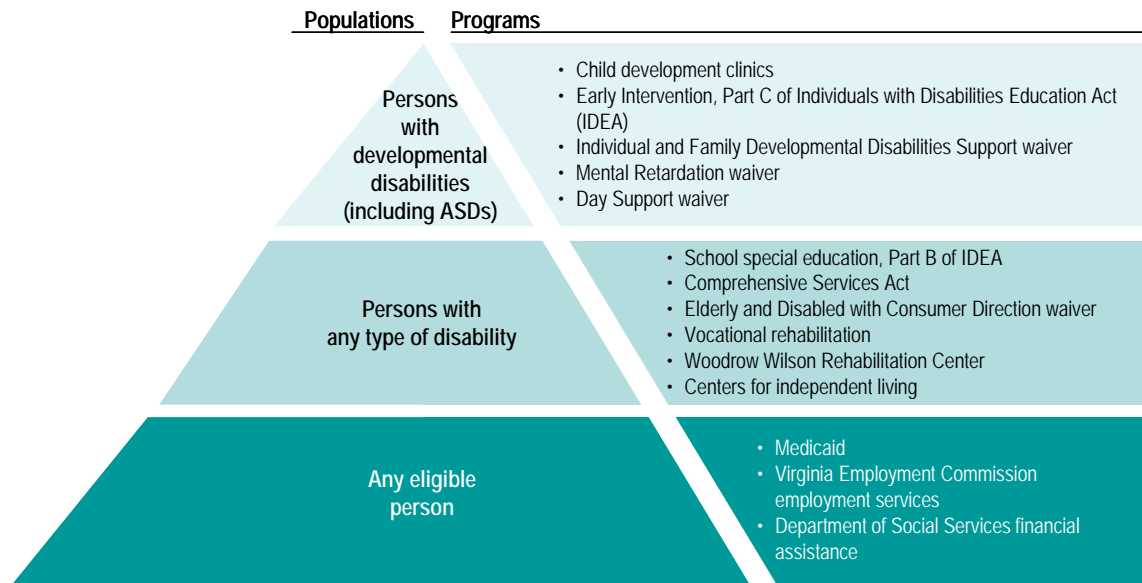 Populations Programs
Persons
with
developmental
disabilities
(including ASDs)
• Child development clinics
• Early Intervention, Part C of Individuals with Disabilities Education Act
(IDEA)
• Individual and Family Developmental Disabilities Support waiver
• Mental Retardation waiver
• Day Support waiver
Persons with
any type of disability
• School special education, Part B of IDEA
• Comprehensive Services Act
• Elderly and Disabled with Consumer Direction waiver
• Vocational rehabilitation
• Woodrow Wilson Rehabilitation Center
• Centers for independent living
Any eligible
person
• Medicaid
• Virginia Employment Commission
employment services
• Department of Social Services financial
assistance